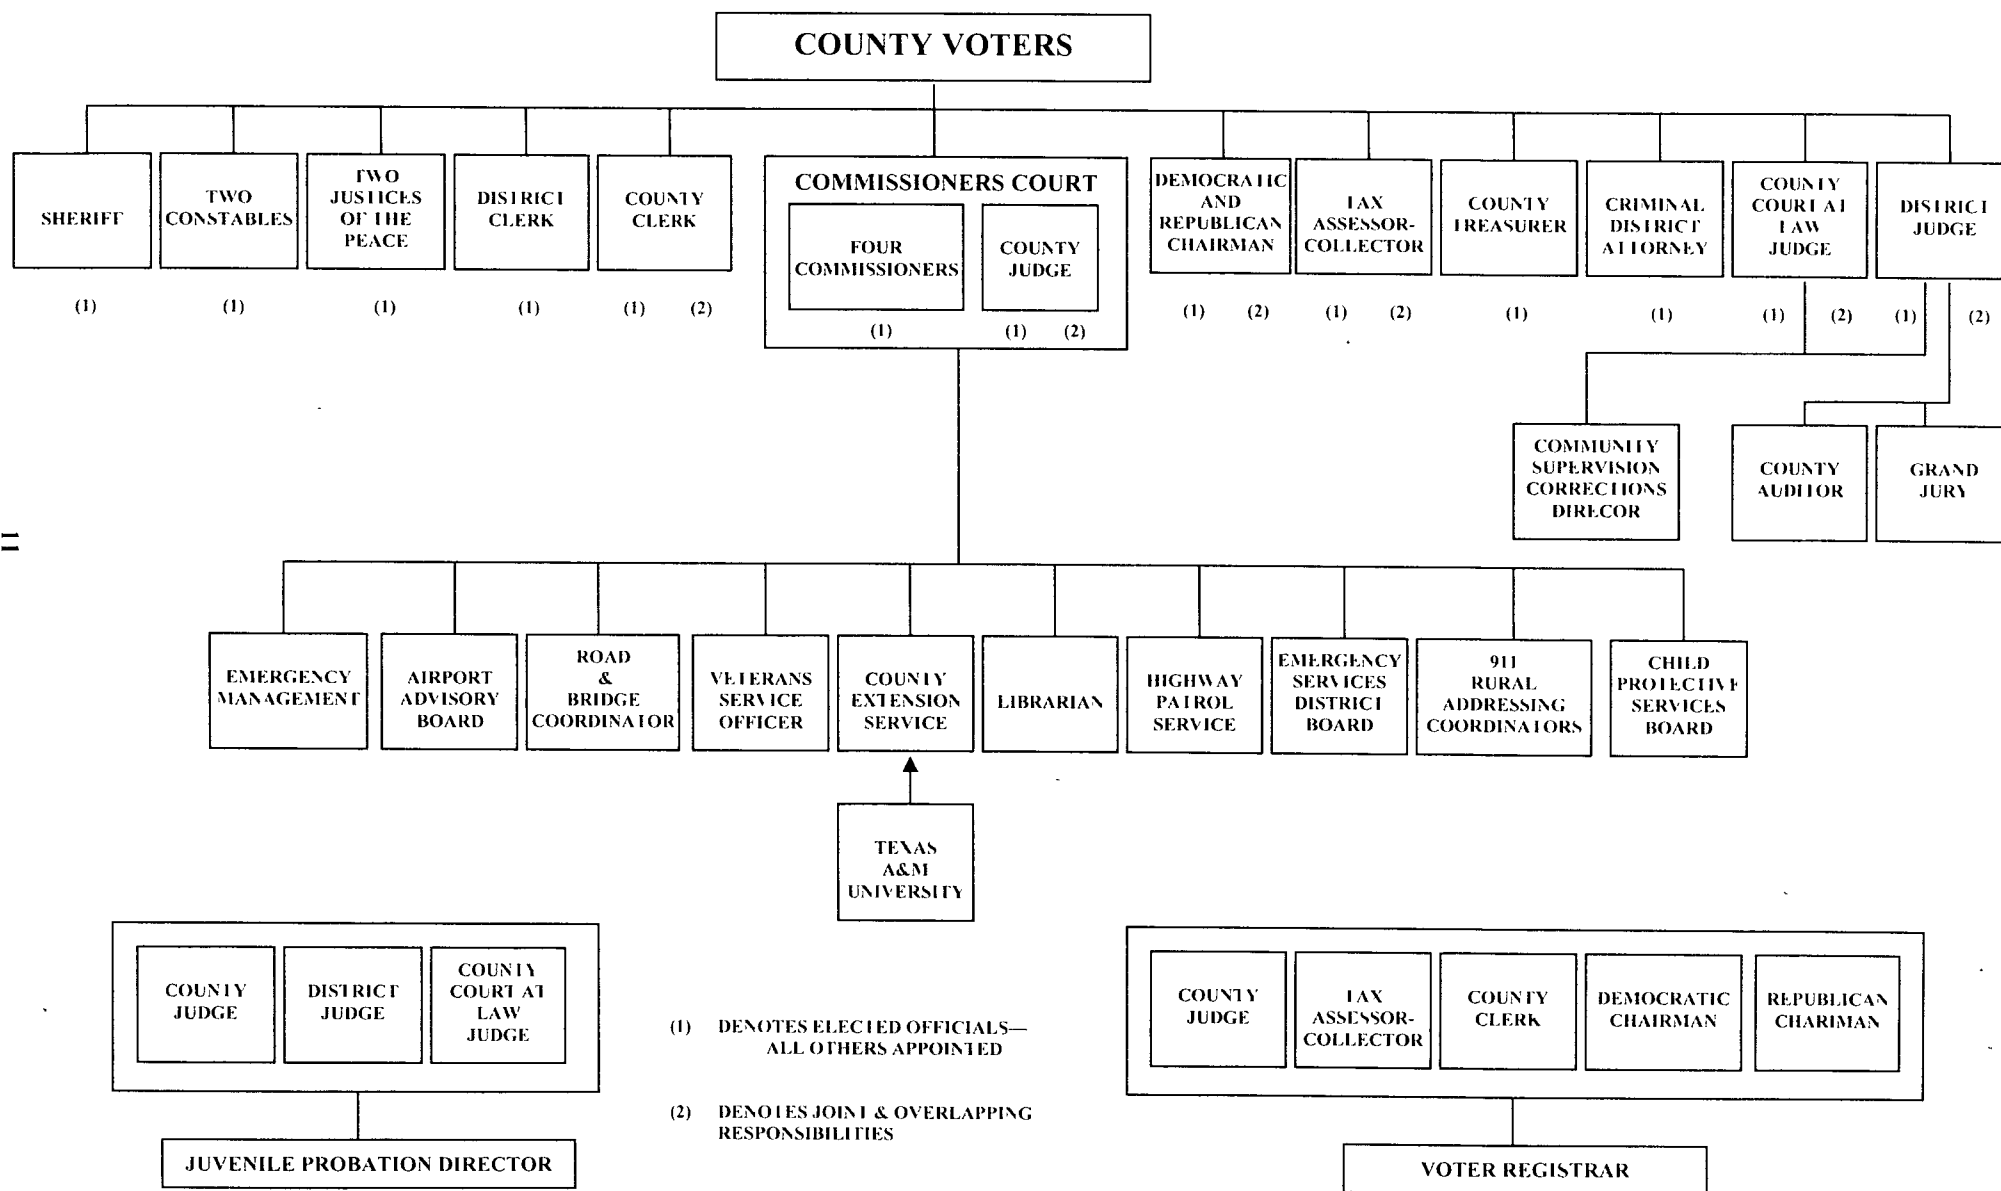 COUNTY VOTERS
SHERIFF
(1)
TWO
CONSTABLES
(1)
TWO
JUSTICES
OF THE
PEACE
(1)
DISTRICT
CLERK
(1)
COUNTY
CLERK
(1) (2)
COMMISSIONERS COURT
FOUR
COMMISSIONERS
(1)
COUNTY
JUDGE
(1) (2)
DEMOCRATIC
AND
REPUBLICAN
CHAIRMAN
(1) (2)
TAX
ASSESSOR-
COLLECTOR
(1) (2)
COUNTY
TREASURER
(1)
CRIMINAL
DISTRICT
ATTORNEY
(1)
COUNTY
COURT AT
LAW
JUDGE
(1) (2)
DISTRICT
JUDGE
(1) (2)
COMMUNITY
SUPERVISION
CORRECTIONS
DIRECOR
COUNTY
AUDITOR
GRAND
JURY
11
EMERGENCY
MANAGEMENT
AIRPORT
ADVISORY
BOARD
ROAD
&
BRIDGE
COORDINATOR
VETERANS
SERVICE
OFFICER
COUNTY
EXTENSION
SERVICE
LIBRARIAN
HIGHWAY
PATROL
SERVICE
EMERGENCY
SERVICES
DISTRICT
BOARD
911
RURAL
ADDRESSING
COORDINATORS
CHILD
PROTECTIVE
SERVICES
BOARD
TEXAS
A&M
UNIVERSITY
COUNTY
JUDGE
DISTRICT
JUDGE
COUNTY
COURT AT
LAW
JUDGE
JUVENILE PROBATION DIRECTOR
(1) DENOTES ELECTED OFFICIALS—
ALL OTHERS APPOINTED
(2) DENOTES JOINT & OVERLAPPING
RESPONSIBILITIES
COUNTY
JUDGE
TAX
ASSESSOR-
COLLECTOR
COUNTY
CLERK
DEMOCRATIC
CHAIRMAN
REPUBLICAN
CHARIMAN
VOTER REGISTRAR